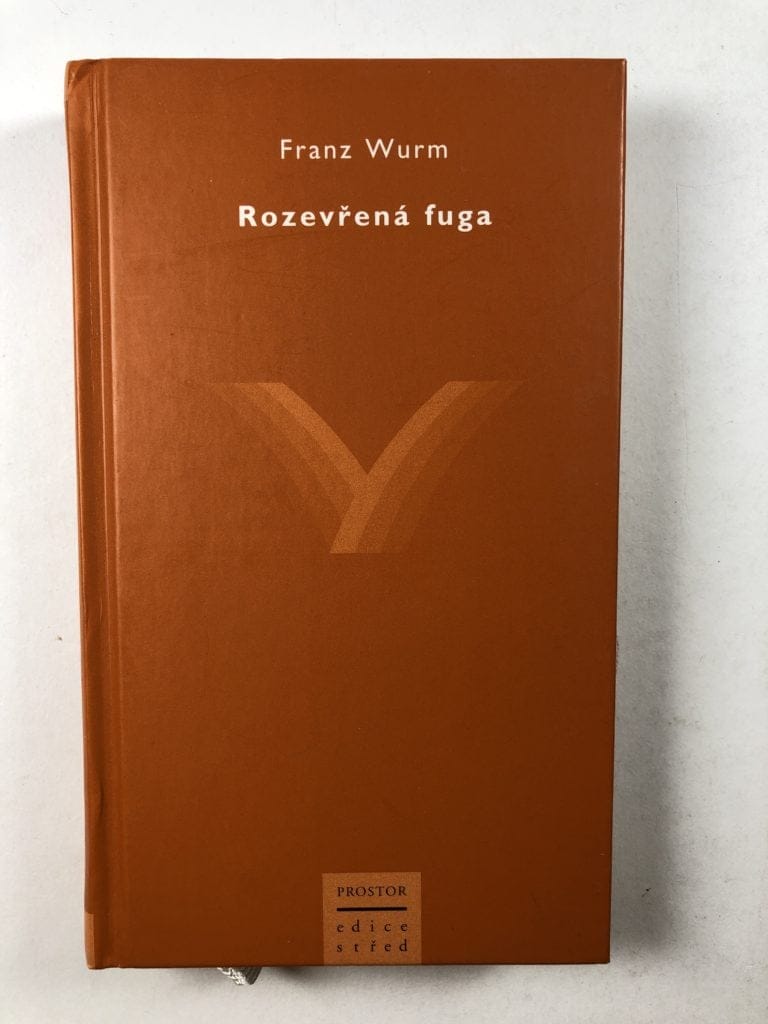 Franz Wurm
Rozevřená fuga
PROSTOR
edice
střed